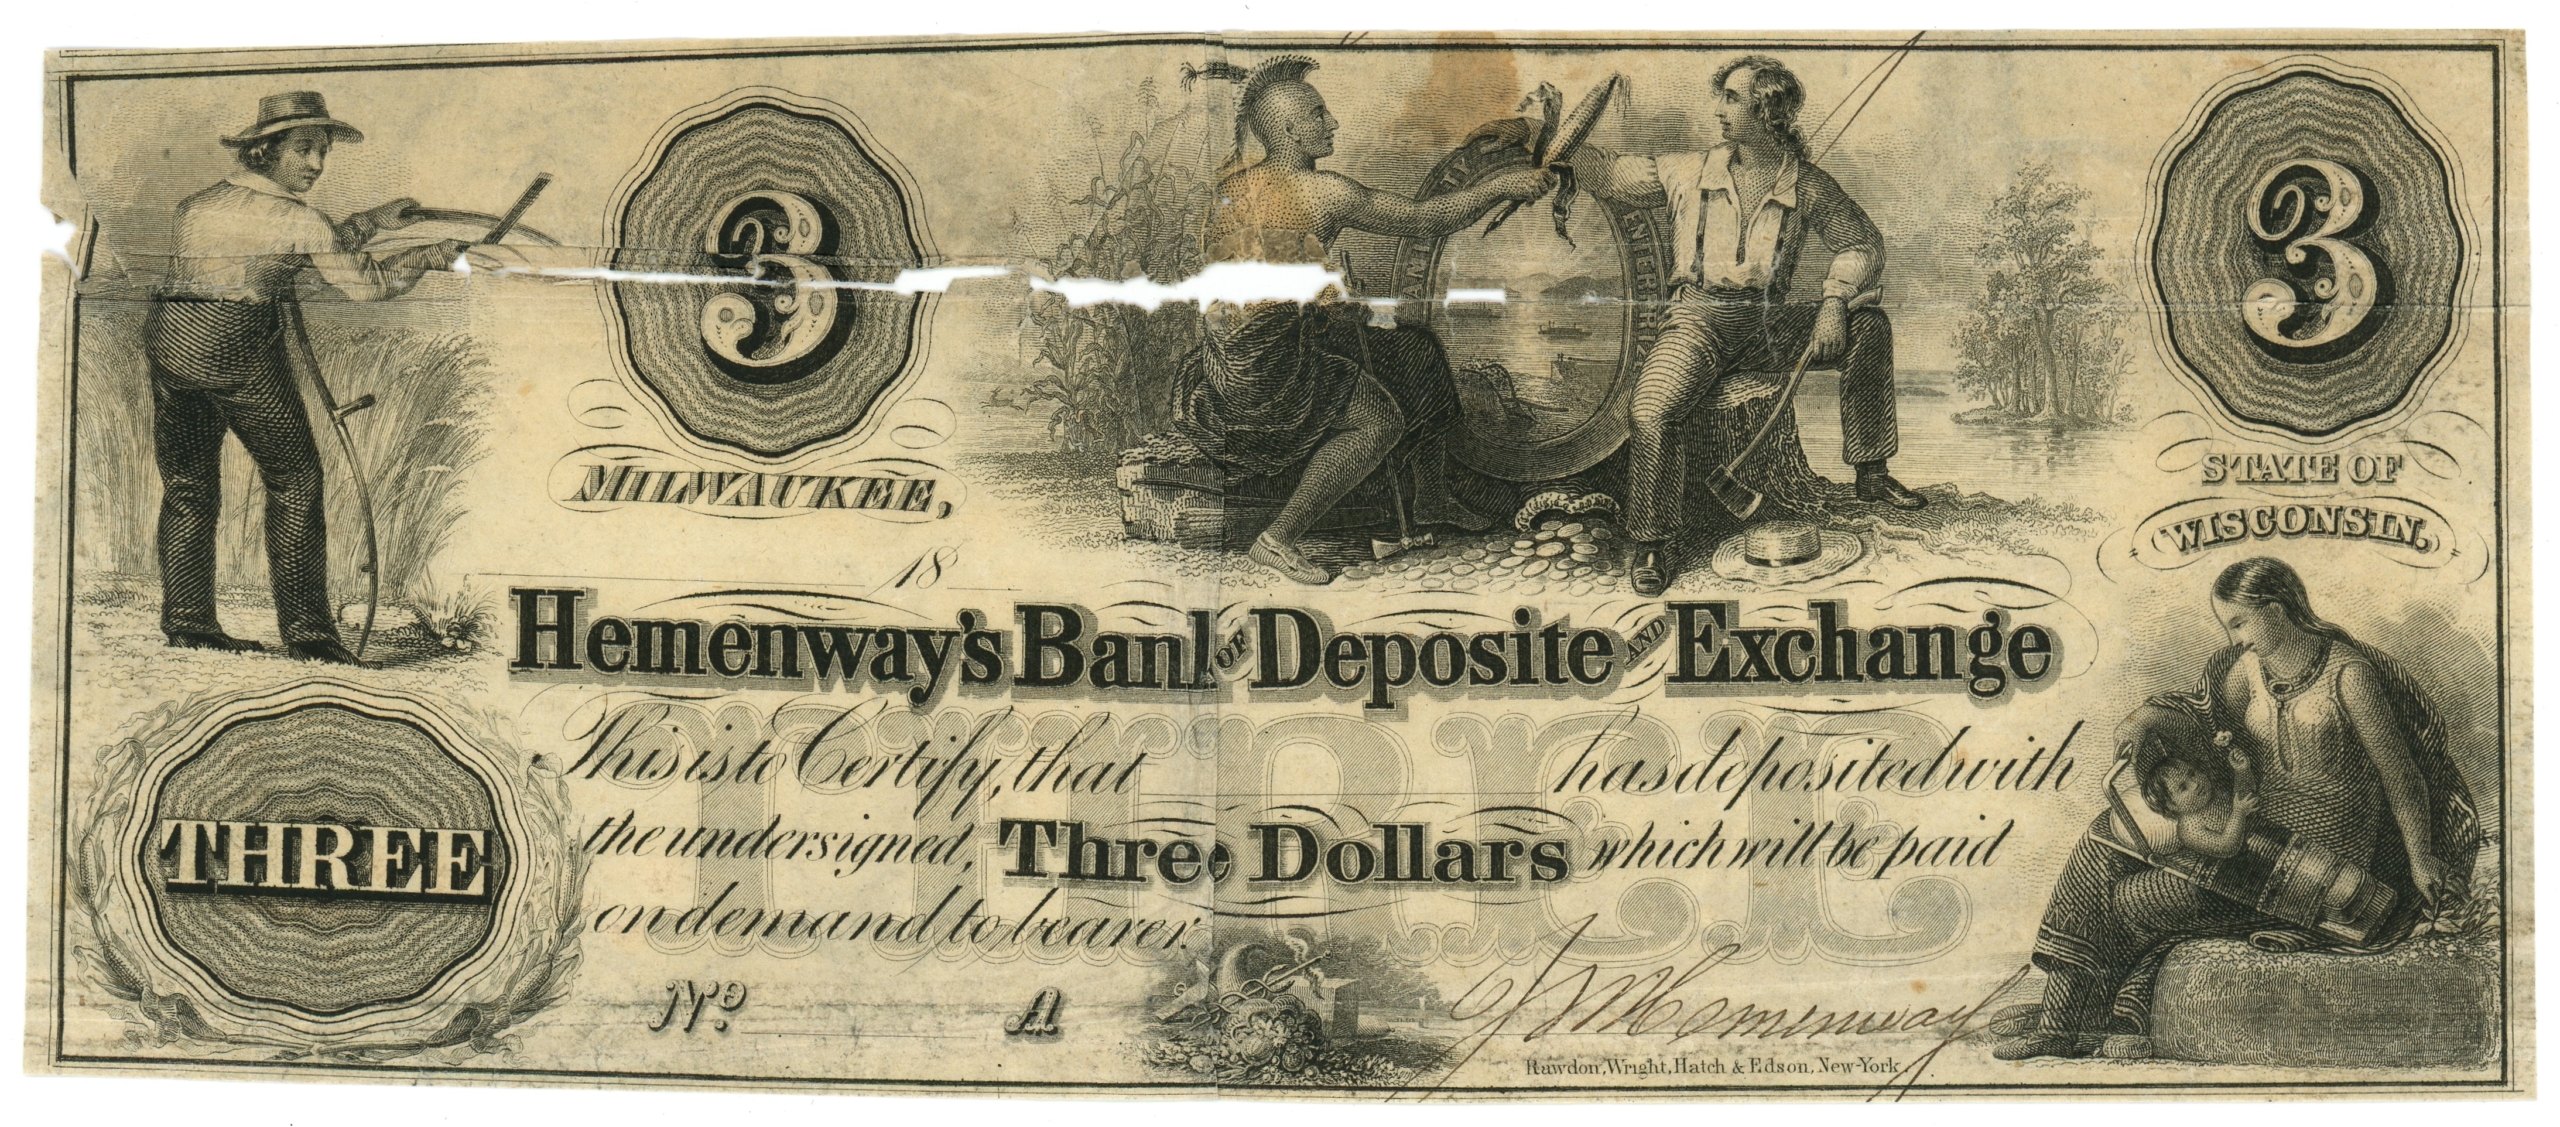 3
3
MILWAUKEE,
STATE OF
WISCONSIN.
18
Hemenway's Bank OF Deposite AND Exchange
This is to Certify, that has deposited with
the undersigned, Three Dollars which will be paid
on demand to bearer.
THREE
THREE
No. A
Hemenway
Rawdon, Wright, Hatch & Edson, New-York.